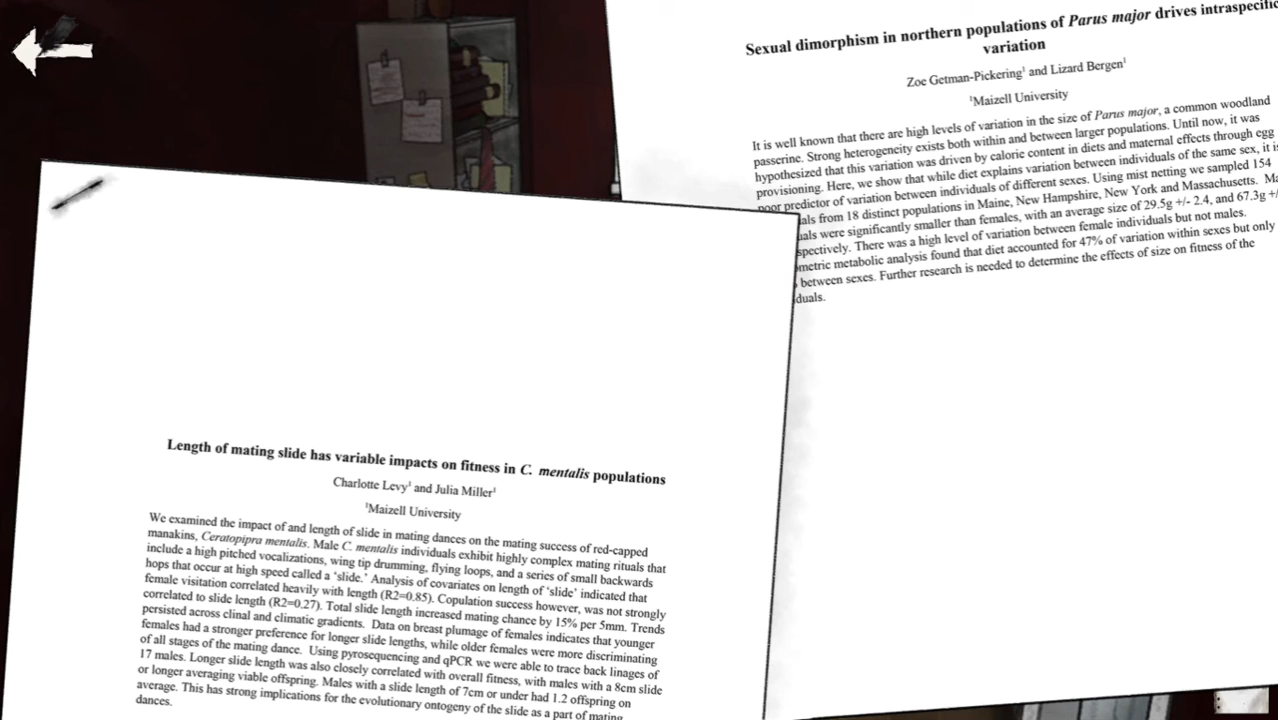 Sexual dimorphism in northern populations of Parus major drives intraspecific
variation
Zoe Getman-Pickering¹ and Lizard Bergen¹
¹Maizell University
It is well known that there are high levels of variation in the size of Parus major, a common woodland
passerine. Strong heterogeneity exists both within and between larger populations. Until now, it was
hypothesized that this variation was driven by calorie content in diets and maternal effects through egg
provisioning. Here, we show that while diet explains variation between individuals of the same sex, it is
poor predictor of variation between individuals of different sexes. Using mist netting we sampled 154
als from 18 distinct populations in Maine, New Hampshire, New York and Massachusetts. Ma
uals were significantly smaller than females, with an average size of 29.5g +/- 2.4, and 67.3g +/
spectively. There was a high level of variation between female individuals but not males.
metric metabolic analysis found that diet accounted for 47% of variation within sexes but only
between sexes. Further research is needed to determine the effects of size on fitness of the
duals.
Length of mating slide has variable impacts on fitness in C. mentalis populations
Charlotte Levy¹ and Julia Miller¹
¹Maizell University
We examined the impact of and length of slide in mating dances on the mating success of red-capped
manakins, Ceratopipra mentalis. Male C. mentalis individuals exhibit highly complex mating rituals that
include a high pitched vocalizations, wing tip drumming, flying loops, and a series of small backwards
hops that occur at high speed called a 'slide.' Analysis of covariates on length of 'slide' indicated that
female visitation correlated heavily with length (R2=0.85). Copulation success however, was not strongly
correlated to slide length (R2=0.27). Total slide length increased mating chance by 15% per 5mm. Trends
persisted across clinal and climatic gradients. Data on breast plumage of females indicates that younger
females had a stronger preference for longer slide lengths, while older females were more discriminating
of all stages of the mating dance. Using pyrosequencing and qPCR we were able to trace back linages of
17 males. Longer slide length was also closely correlated with overall fitness, with males with a 8cm slide
or longer averaging viable offspring. Males with a slide length of 7cm or under had 1.2 offspring on
average. This has strong implications for the evolutionary ontogeny of the slide as a part of mating
dances.